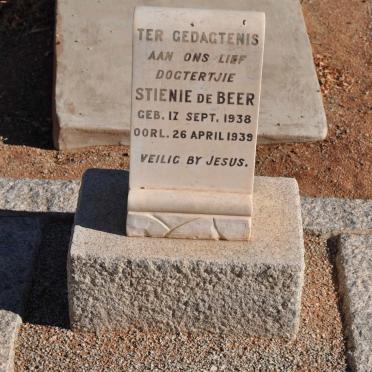 TER GEDAGTENIS
AAN ONS LIEF
DOGTERTJIE
STIENIE DE BEER
GEB. 17 SEPT. 1938
OORL. 26 APRIL 1939
VEILIG BY JESUS.